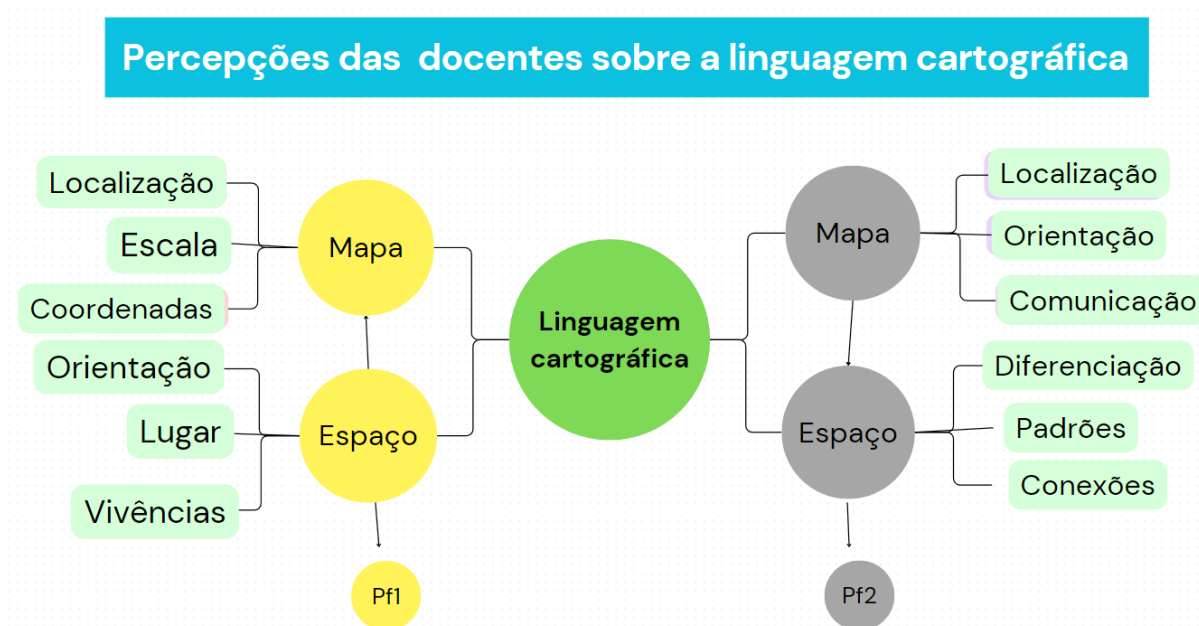 Percepções das docentes sobre a linguagem cartográfica
Localização
Escala
Coordenadas
Mapa
Orientação
Lugar
Vivências
Espaço
Pf1
Linguagem
cartográfica
Mapa
Localização
Orientação
Comunicação
Espaço
Diferenciação
Padrões
Conexões
Pf2